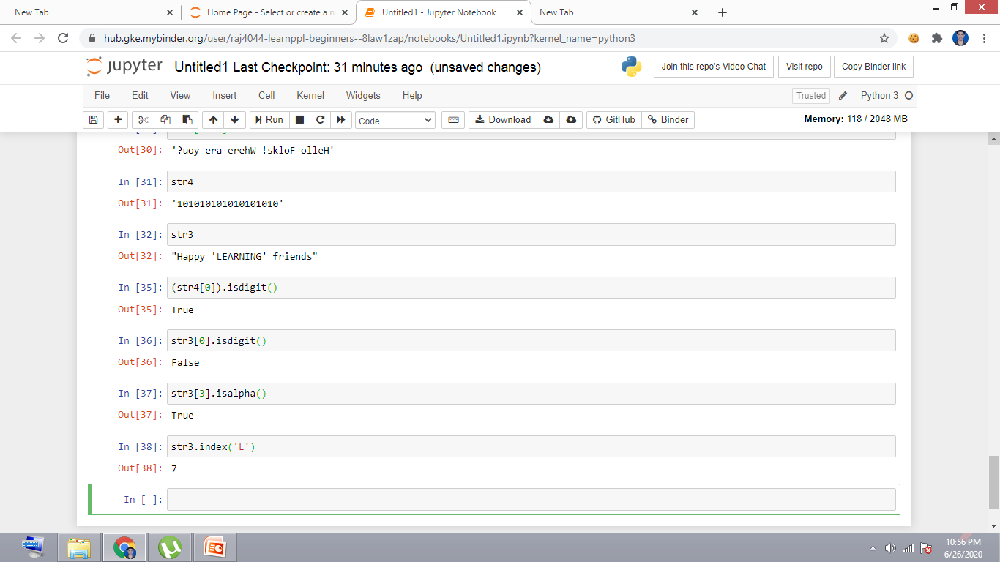 New Tab
Home Page - Select or create a n
Untitled1 - Jupyter Notebook
New Tab
hub.gke.mybinder.org/user/raj4044-learnppl-beginners--8law1zap/notebooks/Untitled1.ipynb?kernel_name=python3
jupyter Untitled1 Last Checkpoint: 31 minutes ago (unsaved changes)
Join this repo's Video Chat
Visit repo
Copy Binder link
File Edit View Insert Cell Kernel Widgets Help
Trusted
Python 3
Run
Code
Download
GitHub
Binder
Memory: 118 / 2048 MB
Out[30]: '?uoy era erehW !skloF olleH'
In [31]: str4
Out[31]: '101010101010101010'
In [32]: str3
Out[32]: "Happy 'LEARNING' friends"
In [35]: (str4[0]).isdigit()
Out[35]: True
In [36]: str3[0].isdigit()
Out[36]: False
In [37]: str3[3].isalpha()
Out[37]: True
In [38]: str3.index('L')
Out[38]: 7
In [ ]:
10:56 PM
6/26/2020